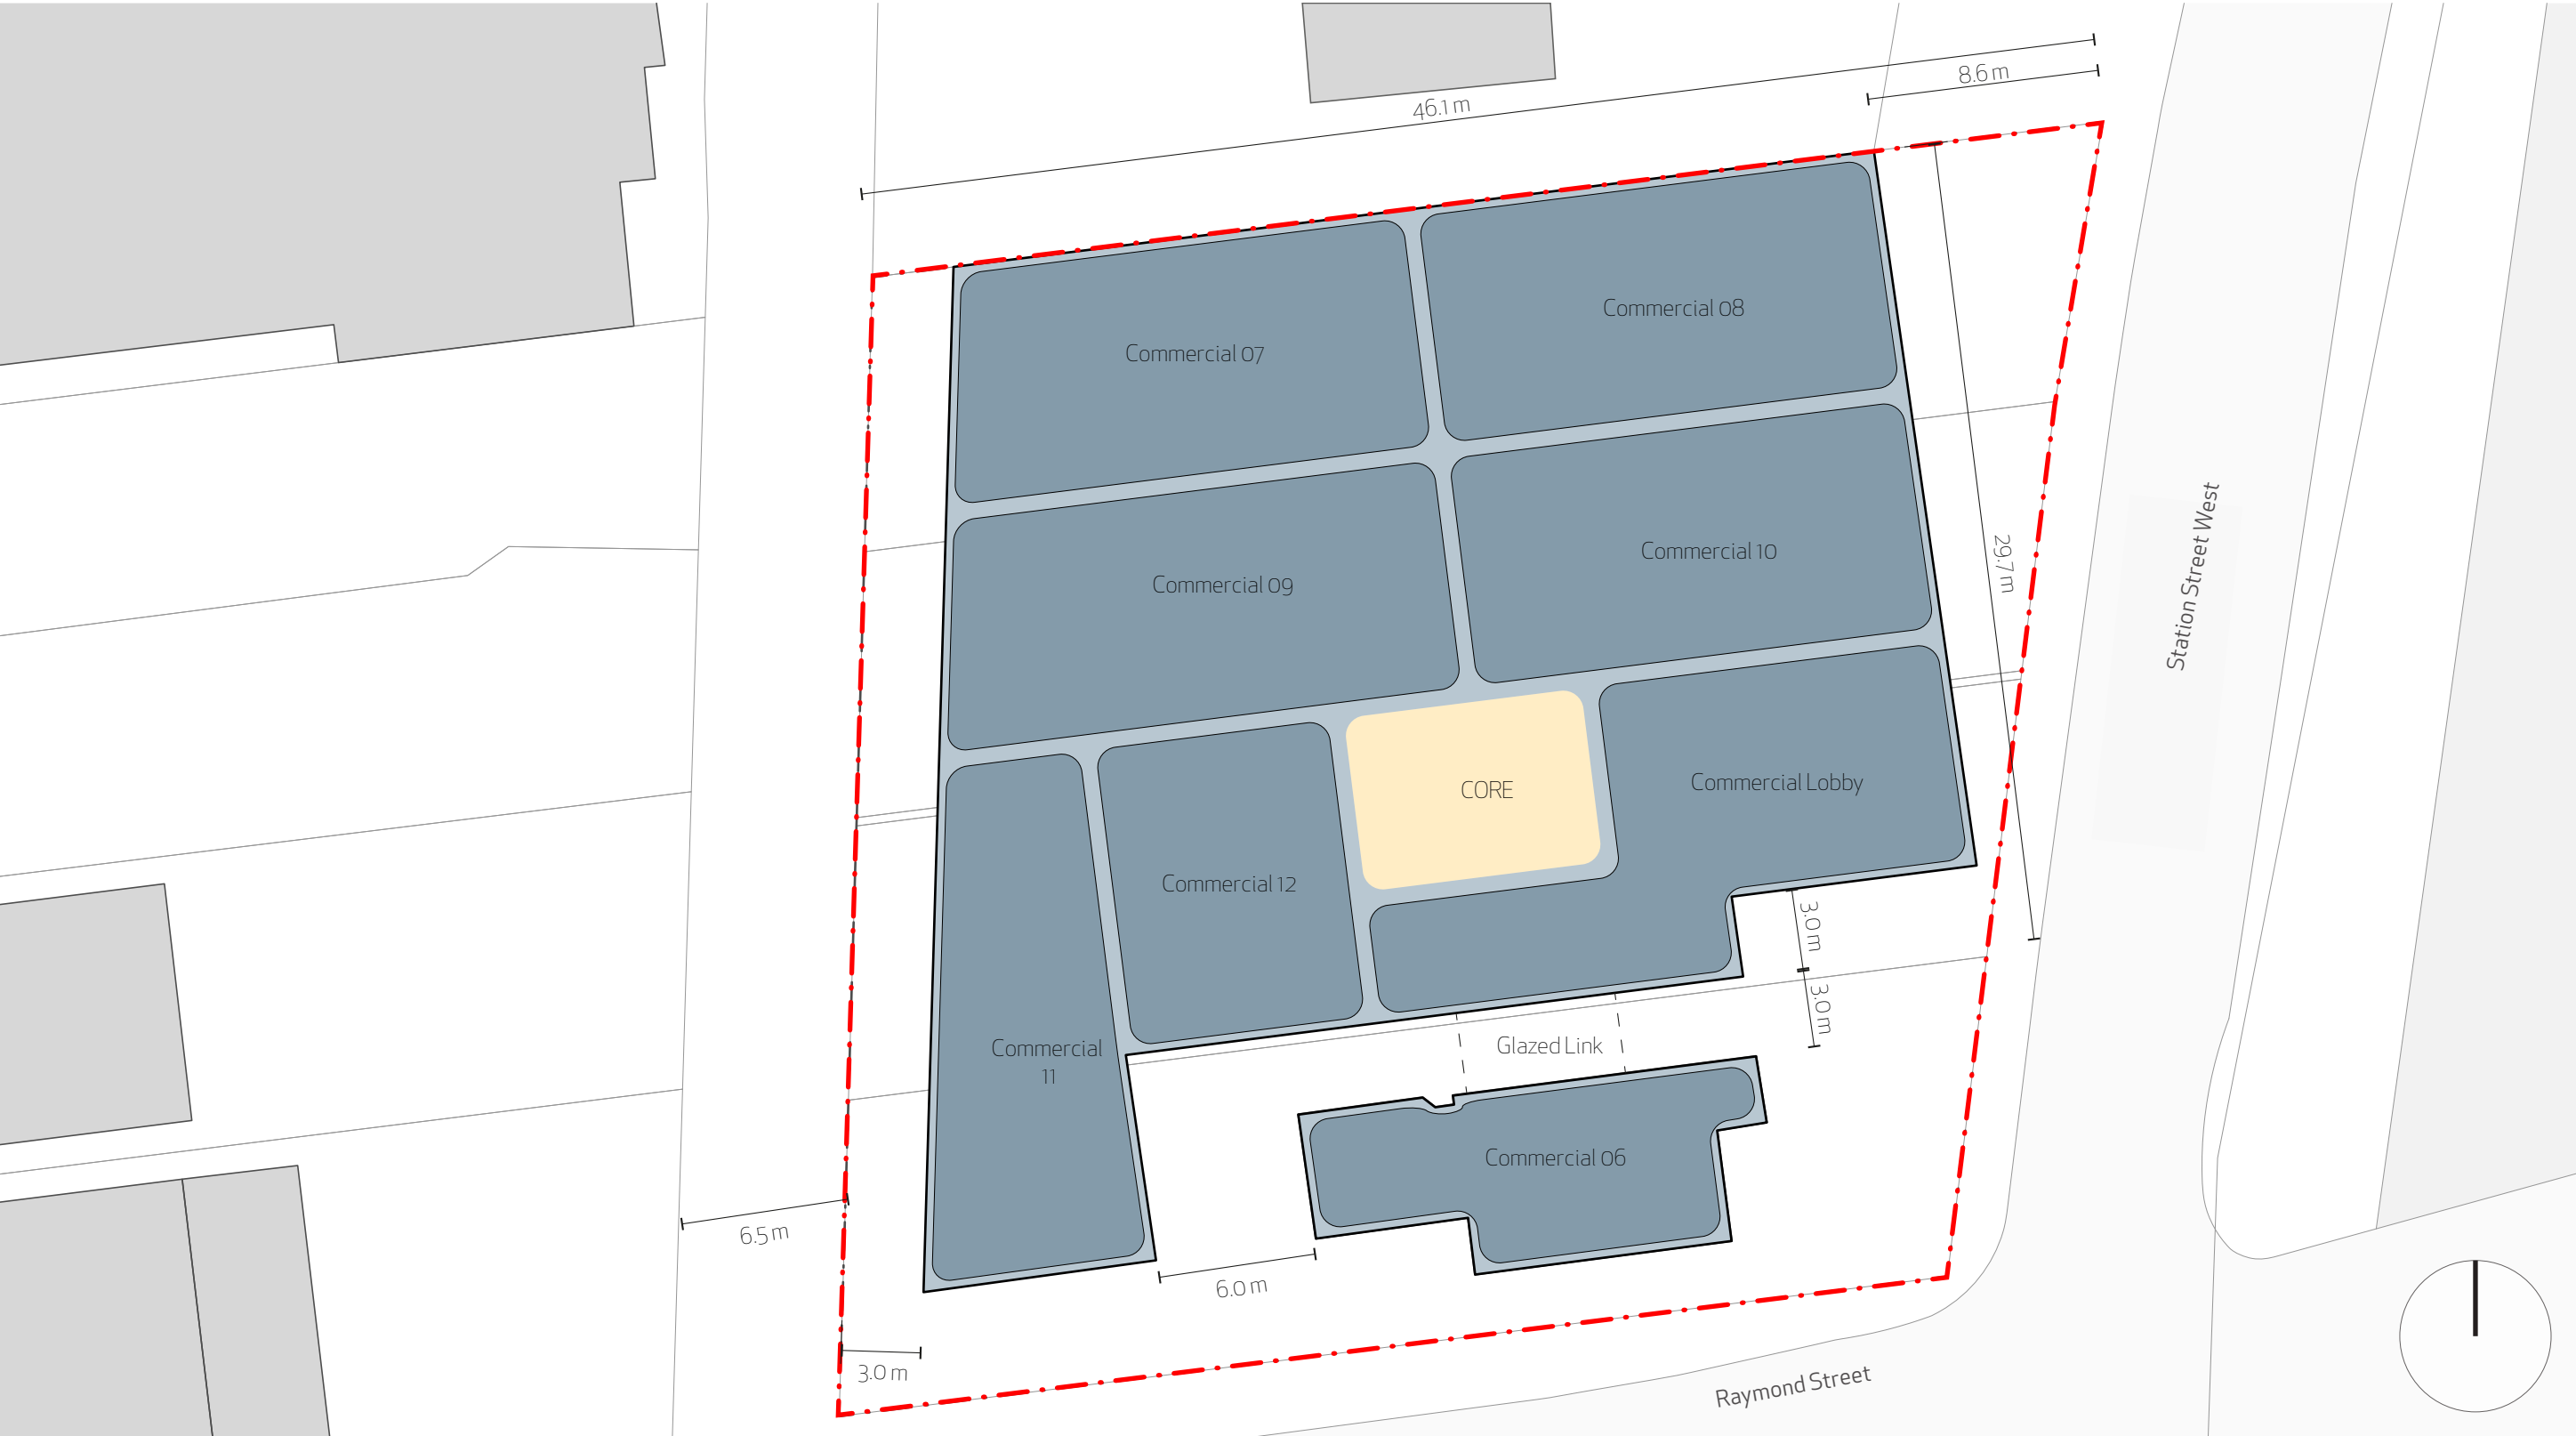 8.6 m
46.1 m
Commercial 08
Commercial 07
Station Street West
29.7 m
Commercial 10
Commercial 09
Commercial Lobby
CORE
Commercial 12
3.0 m
3.0 m
Glazed Link
Commercial
11
Commercial 06
6.5 m
6.0 m
3.0 m
Raymond Street